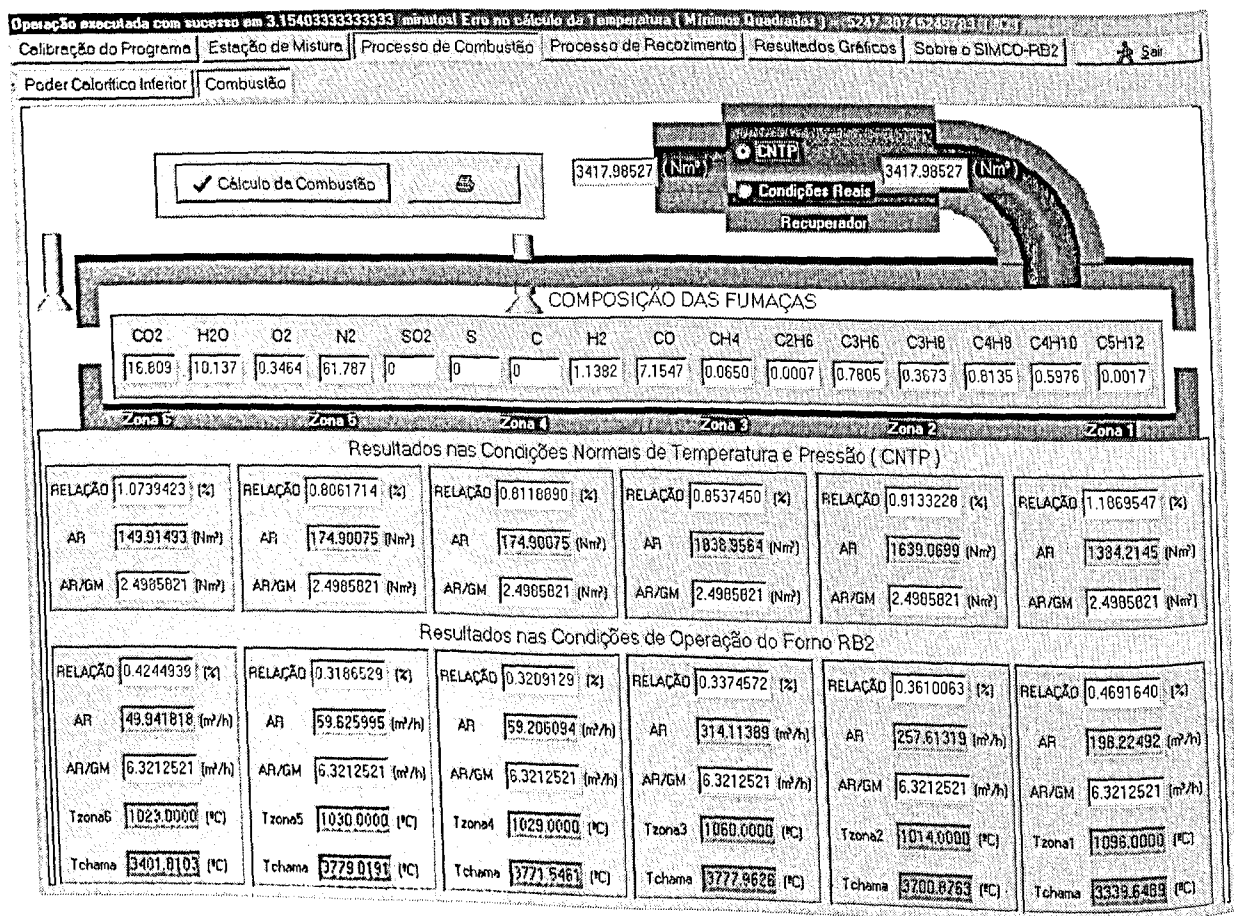 Operação executada com sucesso em 3.15403333333333 minutos! Erro no cálculo da Temperatura ( Mínimos Quadrados ) =
Calibração do Programa Estação de Mistura Processo de Combustão Processo de Recozimento Resultados Gráficos Sobre o SIMCO-RB2 Sair
Poder Calorífico Inferior Combustão
Cálculo da Combustão 3417.98527 (Nm³) CNTP 3417.98527 (Nm³)
Condições Reais
Recuperador
COMPOSIÇÃO DAS FUMAÇAS
CO2 H2O O2 N2 SO2 S C H2 CO CH4 C2H6 C3H6 C3H8 C4H8 C4H10 C5H12
16.809 10.137 0.3464 61.787 0 0 0 1.1382 7.1547 0.0650 0.0007 0.7805 0.3673 0.8135 0.5976 0.0017
Zona 6 Zona 5 Zona 4 Zona 3 Zona 2 Zona 1
Resultados nas Condições Normais de Temperatura e Pressão ( CNTP )
RELAÇÃO 1.0739423 (%) RELAÇÃO 0.8061714 (%) RELAÇÃO 0.8118890 (%) RELAÇÃO 0.8537450 (%) RELAÇÃO 0.9133228 (%) RELAÇÃO 1.1869547 (%)
AR 149.91493 (Nm³) AR 174.90075 (Nm³) AR 174.90075 (Nm³) AR 1838.9564 (Nm³) AR 1639.0699 (Nm³) AR 1384.2145 (Nm³)
AR/GM 2.4985821 (Nm³) AR/GM 2.4985821 (Nm³) AR/GM 2.4985821 (Nm³) AR/GM 2.4985821 (Nm³) AR/GM 2.4985821 (Nm³) AR/GM 2.4985821 (Nm³)
Resultados nas Condições de Operação do Forno RB2
RELAÇÃO 0.4244939 (%) RELAÇÃO 0.3186529 (%) RELAÇÃO 0.3209129 (%) RELAÇÃO 0.3374572 (%) RELAÇÃO 0.3610063 (%) RELAÇÃO 0.4691640 (%)
AR 49.941818 (m³/h) AR 59.625995 (m³/h) AR 59.206094 (m³/h) AR 314.11389 (m³/h) AR 257.61319 (m³/h) AR 198.22492 (m³/h)
AR/GM 6.3212521 (m³/h) AR/GM 6.3212521 (m³/h) AR/GM 6.3212521 (m³/h) AR/GM 6.3212521 (m³/h) AR/GM 6.3212521 (m³/h) AR/GM 6.3212521 (m³/h)
Tzona6 1023.0000 (ºC) Tzona5 1030.0000 (ºC) Tzona4 1029.0000 (ºC) Tzona3 1060.0000 (ºC) Tzona2 1014.0000 (ºC) Tzona1 1096.0000 (ºC)
Tchama 3401.8103 (ºC) Tchama 3779.0191 (ºC) Tchama 3771.5461 (ºC) Tchama 3777.9628 (ºC) Tchama 3700.8763 (ºC) Tchama 3339.6489 (ºC)